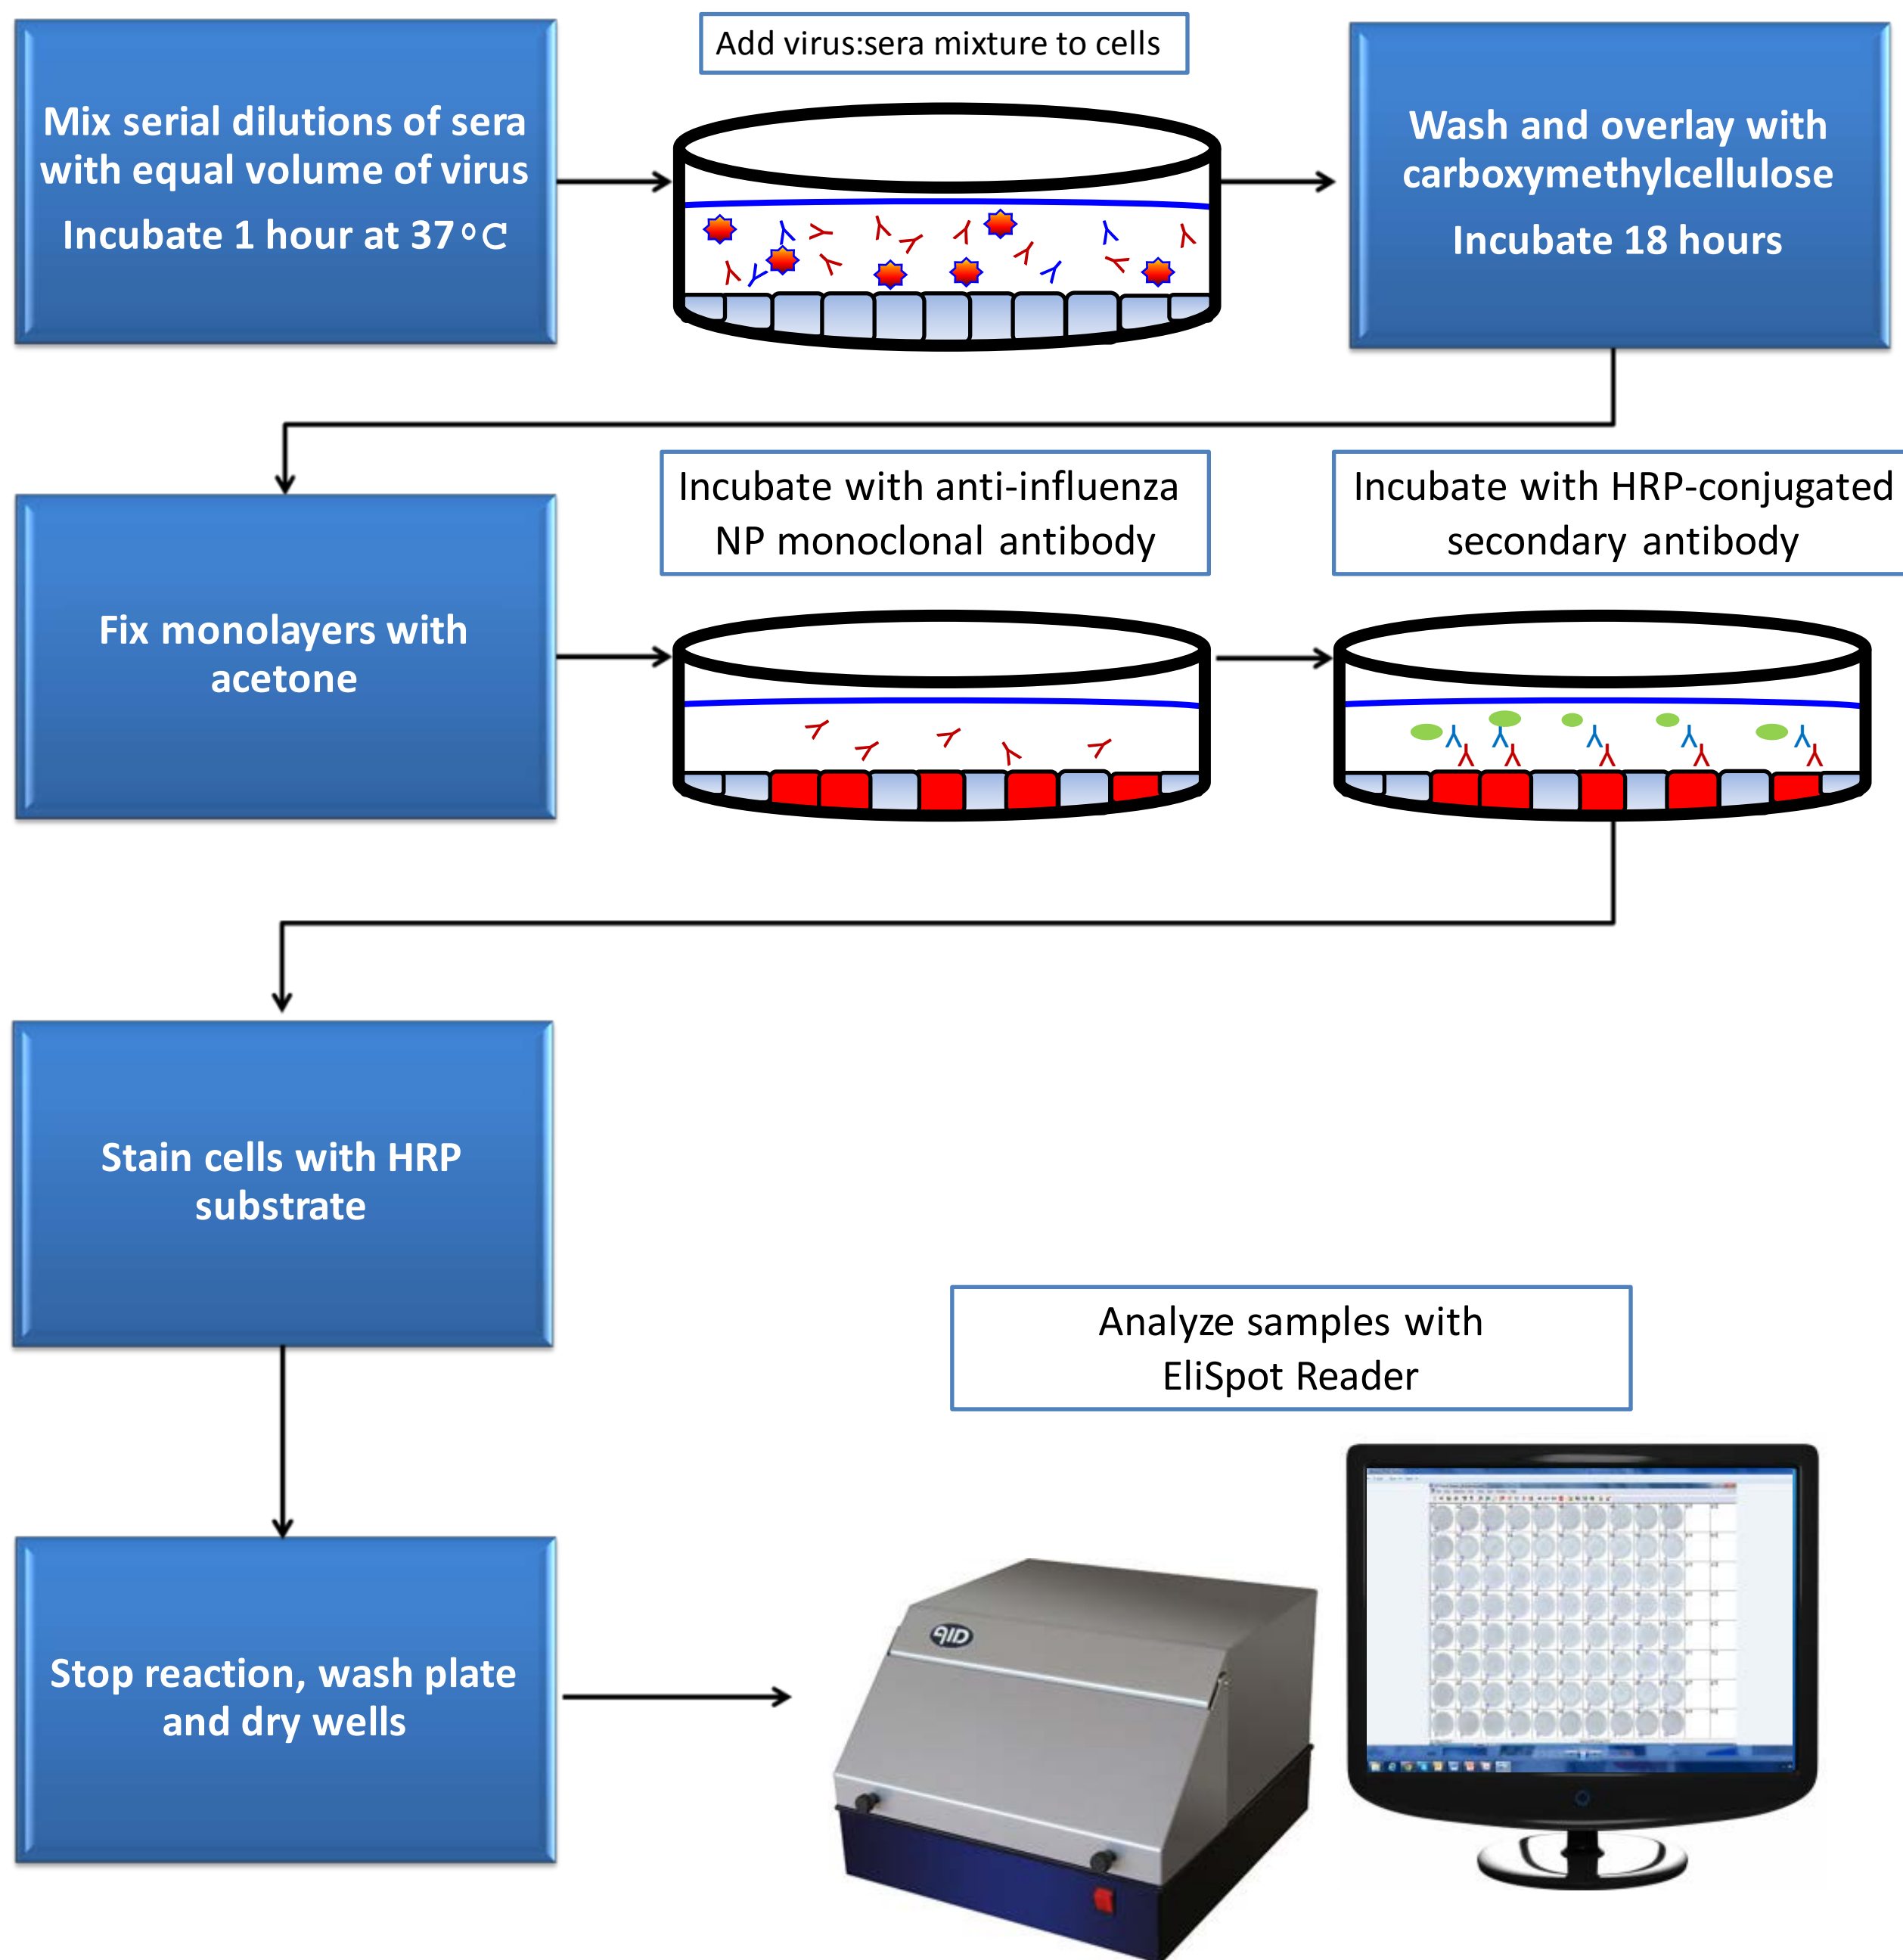 Mix serial dilutions of sera
with equal volume of virus
Incubate 1 hour at 37°C
Add virus:sera mixture to cells
Wash and overlay with
carboxymethylcellulose
Incubate 18 hours
Fix monolayers with
acetone
Incubate with anti-influenza
NP monoclonal antibody
Incubate with HRP-conjugated
secondary antibody
Stain cells with HRP
substrate
Stop reaction, wash plate
and dry wells
Analyze samples with
EliSpot Reader
AID